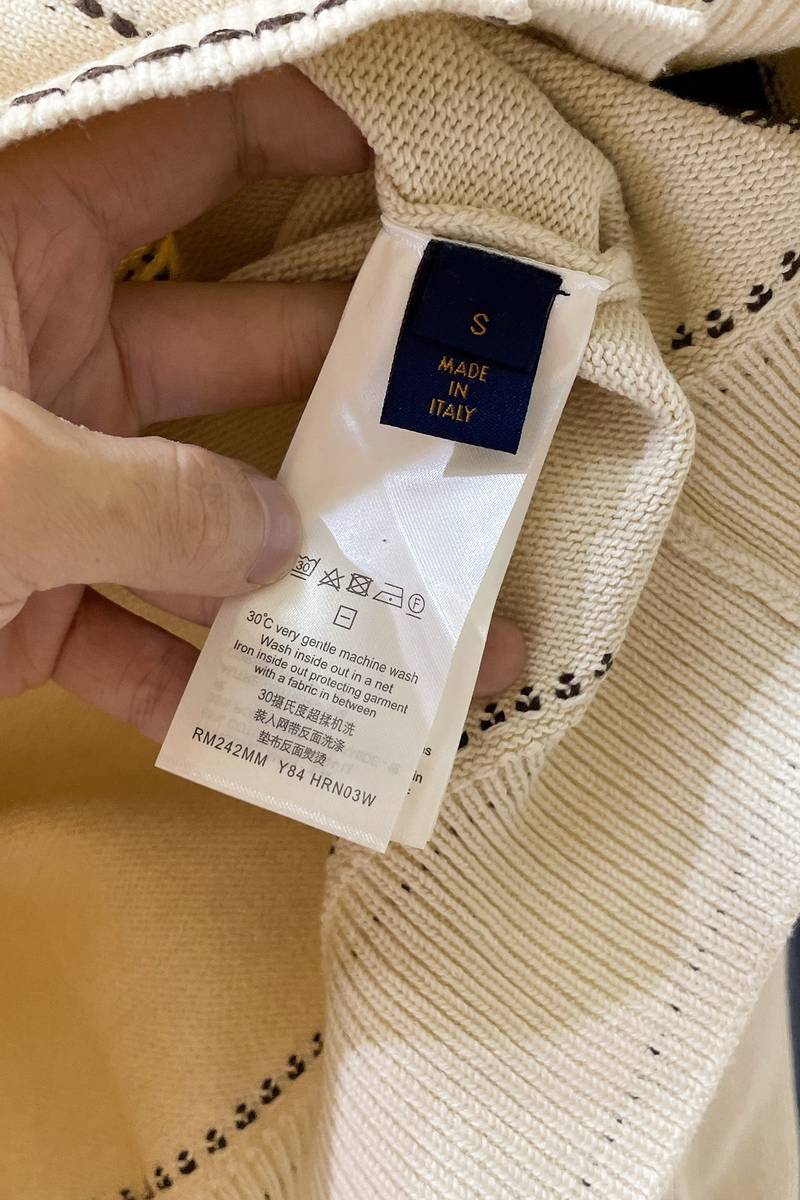 S
MADE
IN
ITALY
30
F
30°C very gentle machine wash
Wash inside out in a net
Iron inside out protecting garment
with a fabric in between
30摄氏度超揉机洗
装入网带反面洗涤
垫布反面熨烫
RM242MM Y84 HRN03W
in